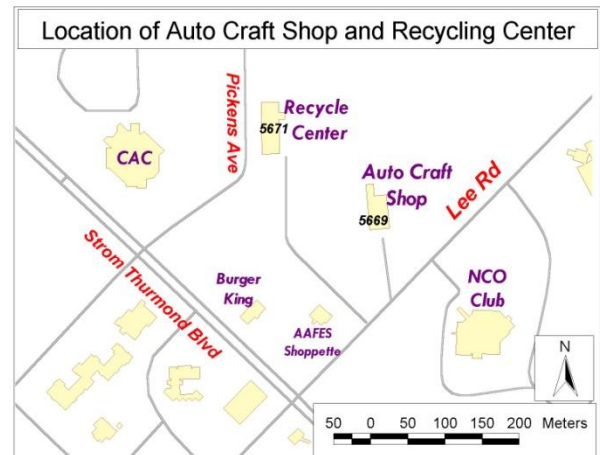 Location of Auto Craft Shop and Recycling Center
Pickens Ave
Recycle
Center
5671
CAC
Auto Craft
Shop
5669
Lee Rd
Strom Thurmond Blvd
Burger
King
AAFES
Shoppette
NCO
Club
N
50 0 50 100 150 200 Meters